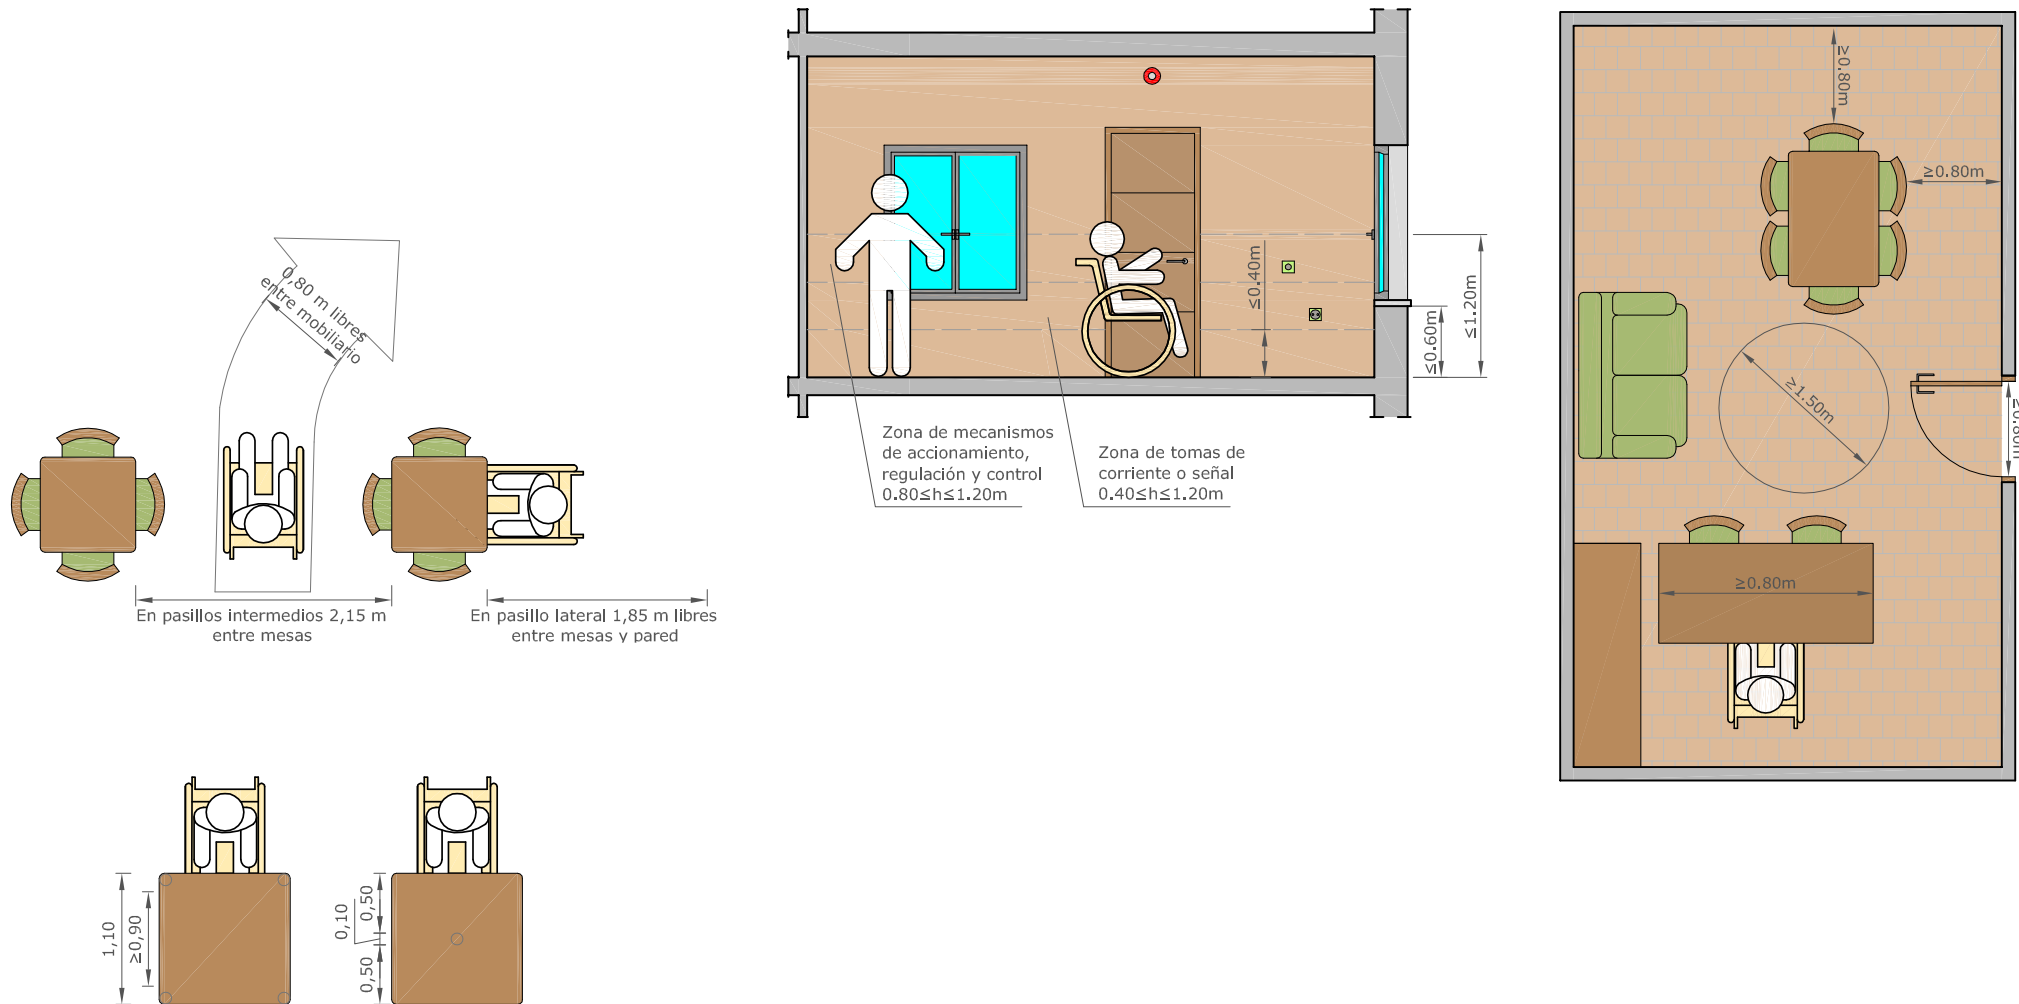 0,80 m libres
entre mobiliario
En pasillos intermedios 2,15 m
entre mesas
En pasillo lateral 1,85 m libres
entre mesas y pared
1,10
≥0,90
0,10
0,50
0,50
≤0.40m
≤0.60m
≤1.20m
Zona de mecanismos
de accionamiento,
regulación y control
0.80≤h≤1.20m
Zona de tomas de
corriente o señal
0.40≤h≤1.20m
≥0.80m
≥0.80m
≥1.50m
≥0.80m
≥0.80m